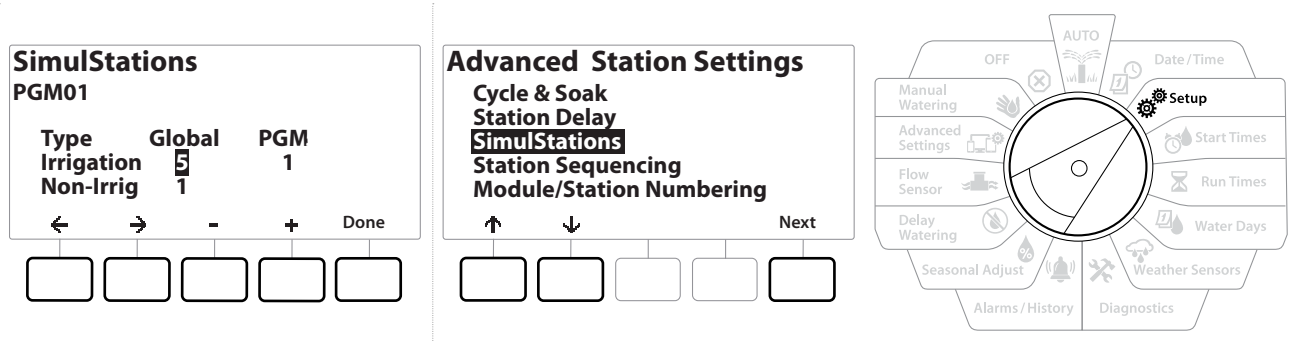 SimulStations
PGM01
Type Global PGM
Irrigation 5 1
Non-Irrig 1
- + Done
Advanced Station Settings
Cycle & Soak
Station Delay
SimulStations
Station Sequencing
Module/Station Numbering
Next
AUTO
OFF
Date/Time
Manual
Watering
Setup
Advanced
Settings
Start Times
Flow
Sensor
Run Times
Delay
Watering
Water Days
Seasonal Adjust
%
Weather Sensors
Alarms/History
Diagnostics